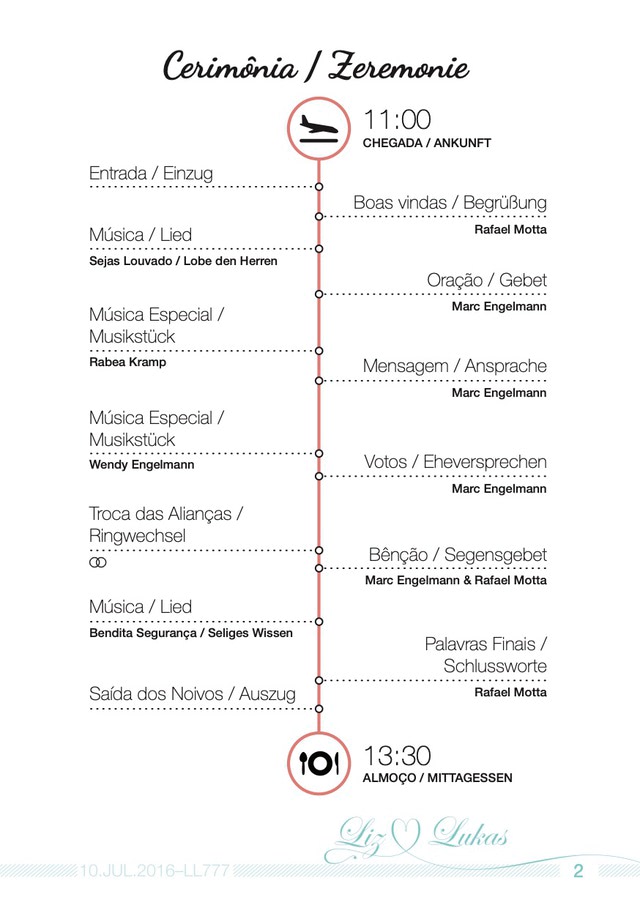 Cerimônia / Zeremonie
11:00
CHEGADA / ANKUNFT
Entrada / Einzug
Boas vindas / Begrüßung
Rafael Motta
Música / Lied
Sejas Louvado / Lobe den Herren
Oração / Gebet
Marc Engelmann
Música Especial /
Musikstück
Rabea Kramp
Mensagem / Ansprache
Marc Engelmann
Música Especial /
Musikstück
Wendy Engelmann
Votos / Eheversprechen
Marc Engelmann
Troca das Alianças /
Ringwechsel
Bênção / Segensgebet
Marc Engelmann & Rafael Motta
Música / Lied
Bendita Segurança / Seliges Wissen
Palavras Finais /
Schlussworte
Rafael Motta
Saída dos Noivos / Auszug
13:30
ALMOÇO / MITTAGESSEN
Liz Lukas
10.JUL.2016–LL777
2